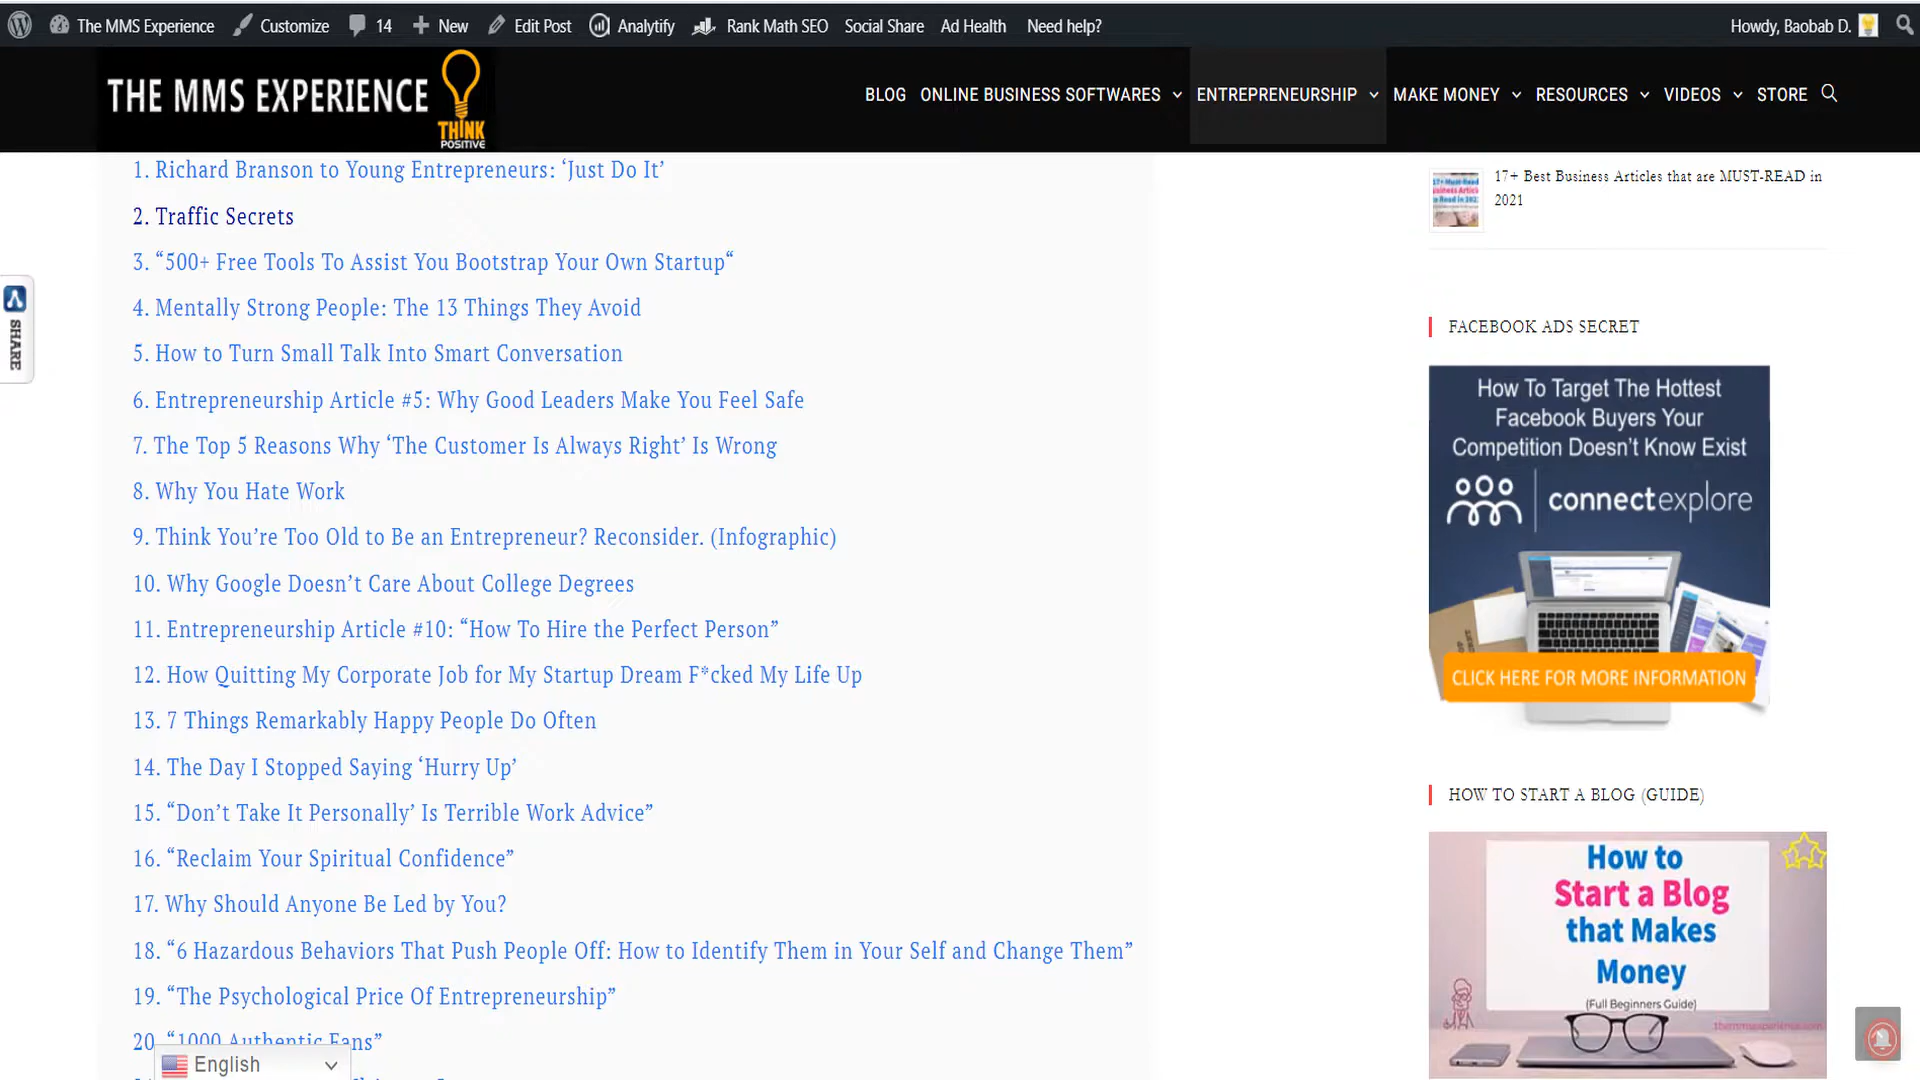 The MMS Experience Customize 14 New Edit Post Analytify Rank Math SEO Social Share Ad Health Need help? Howdy, Baobab D.
THE MMS EXPERIENCE
THINK
POSITIVE
BLOG ONLINE BUSINESS SOFTWARES ENTREPRENEURSHIP MAKE MONEY RESOURCES VIDEOS STORE
SHARE
1. Richard Branson to Young Entrepreneurs: ‘Just Do It’
2. Traffic Secrets
3. “500+ Free Tools To Assist You Bootstrap Your Own Startup“
4. Mentally Strong People: The 13 Things They Avoid
5. How to Turn Small Talk Into Smart Conversation
6. Entrepreneurship Article #5: Why Good Leaders Make You Feel Safe
7. The Top 5 Reasons Why ‘The Customer Is Always Right’ Is Wrong
8. Why You Hate Work
9. Think You’re Too Old to Be an Entrepreneur? Reconsider. (Infographic)
10. Why Google Doesn’t Care About College Degrees
11. Entrepreneurship Article #10: “How To Hire the Perfect Person”
12. How Quitting My Corporate Job for My Startup Dream F*cked My Life Up
13. 7 Things Remarkably Happy People Do Often
14. The Day I Stopped Saying ‘Hurry Up’
15. “Don’t Take It Personally’ Is Terrible Work Advice”
16. “Reclaim Your Spiritual Confidence”
17. Why Should Anyone Be Led by You?
18. “6 Hazardous Behaviors That Push People Off: How to Identify Them in Your Self and Change Them”
19. “The Psychological Price Of Entrepreneurship”
20. “1000 Authentic Fans”
English
17+ Best Business Articles that are MUST-READ in
2021
FACEBOOK ADS SECRET
How To Target The Hottest
Facebook Buyers Your
Competition Doesn’t Know Exist
connectexplore
CLICK HERE FOR MORE INFORMATION
HOW TO START A BLOG (GUIDE)
How to
Start a Blog
that Makes
Money
(Full Beginners Guide)
themmsexperience.com